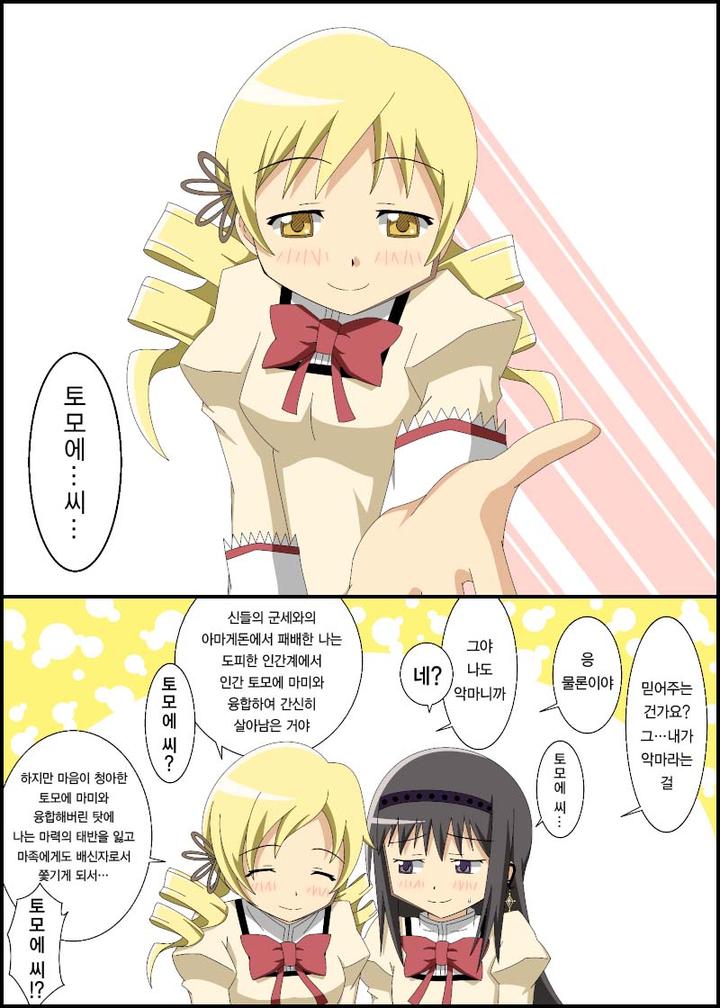 토모에…씨…
믿어주는
건가요?
그…내가
악마라는
걸
응
물론이야
토모에 씨…
그야
나도
악마니까
네?
신들의 군세와의
아마게돈에서 패배한 나는
도피한 인간계에서
인간 토모에 마미와
융합하여 간신히
살아남은 거야
토모에 씨?
하지만 마음이 청아한
토모에 마미와
융합해버린 탓에
나는 마력의 태반을 잃고
마족에게도 배신자로서
쫓기게 되서…
토모에 씨!?